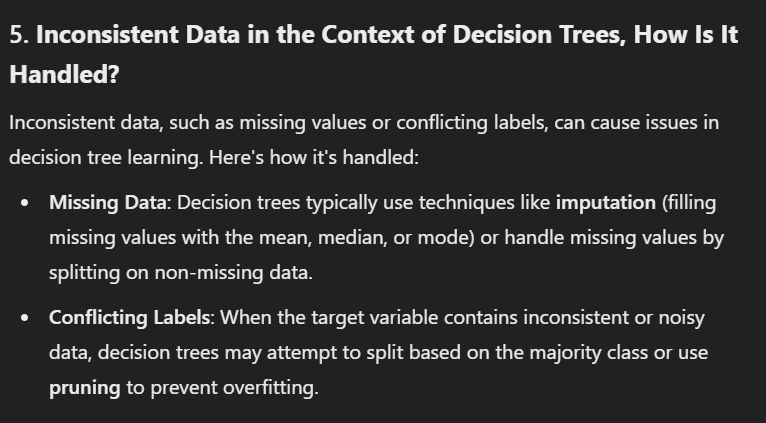 5. Inconsistent Data in the Context of Decision Trees, How Is It
Handled?
Inconsistent data, such as missing values or conflicting labels, can cause issues in
decision tree learning. Here's how it's handled:
• Missing Data: Decision trees typically use techniques like imputation (filling
missing values with the mean, median, or mode) or handle missing values by
splitting on non-missing data.
• Conflicting Labels: When the target variable contains inconsistent or noisy
data, decision trees may attempt to split based on the majority class or use
pruning to prevent overfitting.